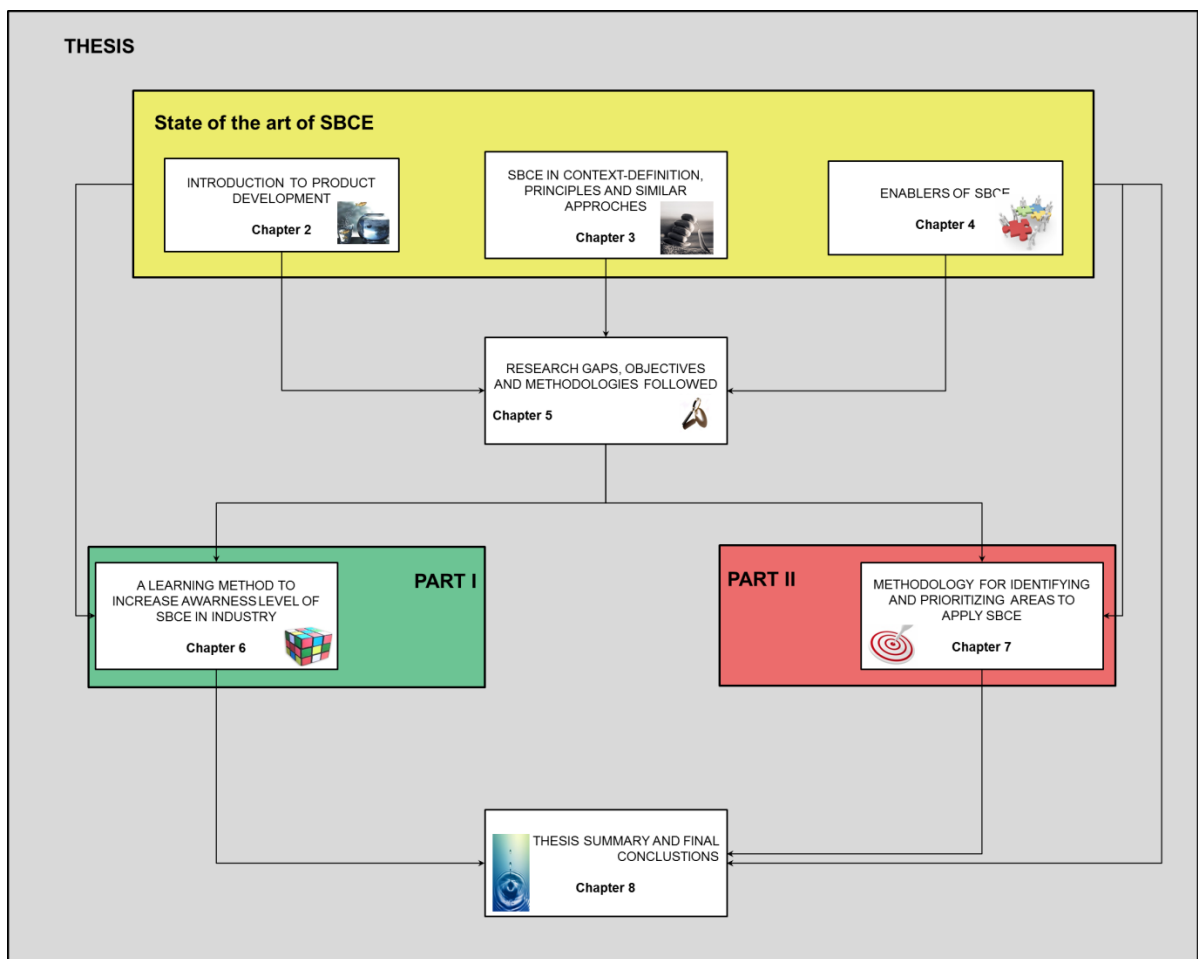 THESIS
State of the art of SBCE
INTRODUCTION TO PRODUCT
DEVELOPMENT
Chapter 2
SBCE IN CONTEXT-DEFINITION,
PRINCIPLES AND SIMILAR
APPROCHES
Chapter 3
ENABLERS OF SBCE
Chapter 4
RESEARCH GAPS, OBJECTIVES
AND METHODOLOGIES FOLLOWED
Chapter 5
PART I
A LEARNING METHOD TO
INCREASE AWARNESS LEVEL OF
SBCE IN INDUSTRY
Chapter 6
PART II
METHODOLOGY FOR IDENTIFYING
AND PRIORITIZING AREAS TO
APPLY SBCE
Chapter 7
THESIS SUMMARY AND FINAL
CONCLUSTIONS
Chapter 8